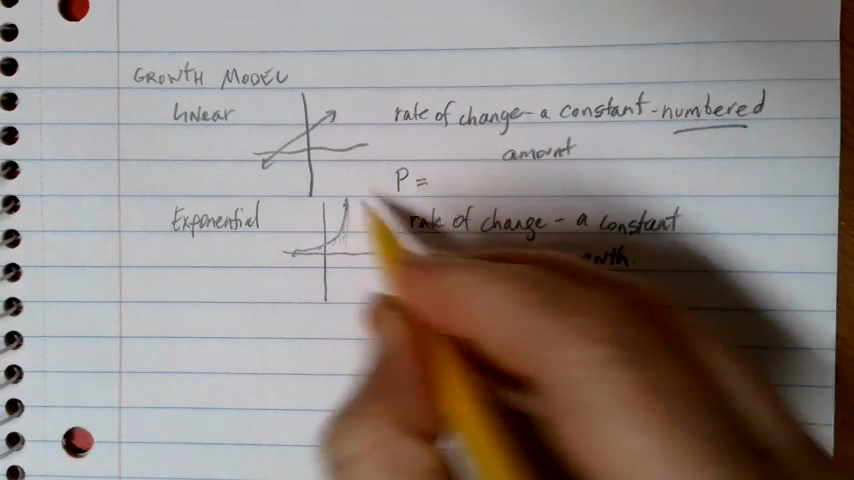 GROWTH MODEL
linear rate of change - a constant - numbered
amount
P =
Exponential rate of change - a constant